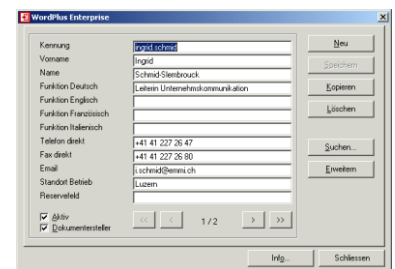 WordPlus Enterprise
Kennung ingrid.schmid
Vorname Ingrid
Name Schmid-Slembrouck
Funktion Deutsch Leiterin Unternehmskommunikation
Funktion Englisch
Funktion Französisch
Funktion Italienisch
Telefon direkt +41 41 227 26 47
Fax direkt +41 41 227 26 80
Email i.schmid@emmi.ch
Standort Betrieb Luzern
Reservefeld
Aktiv
Dokumentersteller
<< < 1 / 2 > >>
Neu
Speichern
Kopieren
Löschen
Suchen...
Erweitern
Info... Schliessen